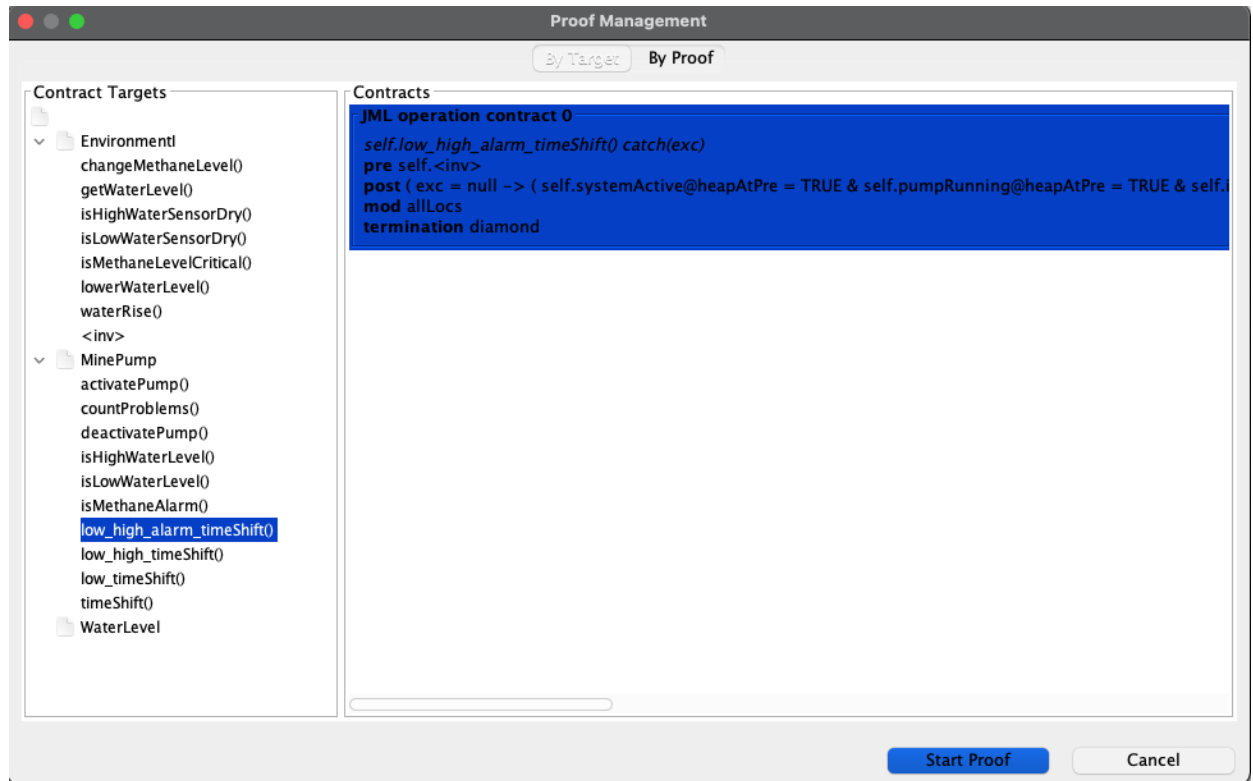 Proof Management
By Target
By Proof
Contract Targets
EnvironmentI
changeMethaneLevel()
getWaterLevel()
isHighWaterSensorDry()
isLowWaterSensorDry()
isMethaneLevelCritical()
lowerWaterLevel()
waterRise()
<inv>
MinePump
activatePump()
countProblems()
deactivatePump()
isHighWaterLevel()
isLowWaterLevel()
isMethaneAlarm()
low_high_alarm_timeShift()
low_high_timeShift()
low_timeShift()
timeShift()
WaterLevel
Contracts
JML operation contract 0
self.low_high_alarm_timeShift() catch(exc)
pre self.<inv>
post ( exc = null -> ( self.systemActive@heapAtPre = TRUE & self.pumpRunning@heapAtPre = TRUE & self.i
mod allLocs
termination diamond
Start Proof
Cancel